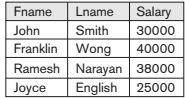 Fname Lname Salary
John Smith 30000
Franklin Wong 40000
Ramesh Narayan 38000
Joyce English 25000